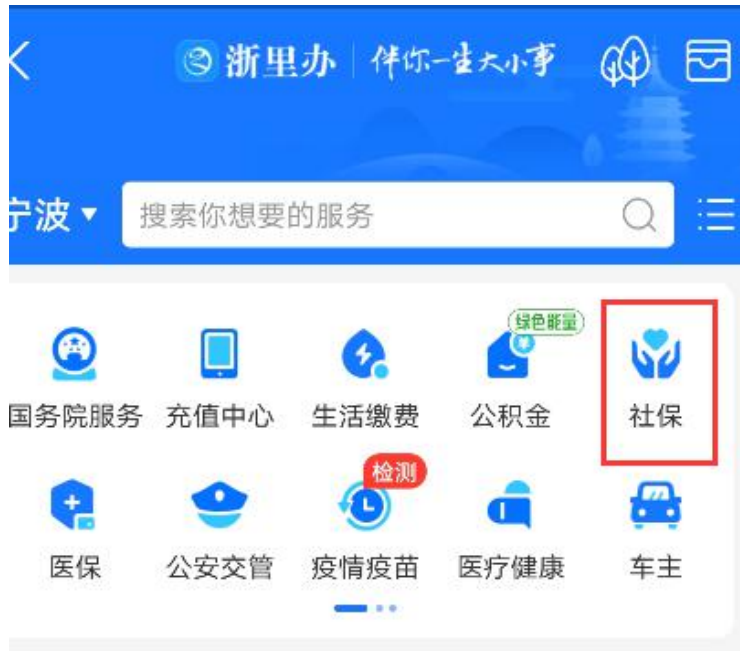 浙里办 伴你一生大小事
宁波 搜索你想要的服务
绿色能量
国务院服务 充值中心 生活缴费 公积金 社保
检测
医保 公安交管 疫情疫苗 医疗健康 车主